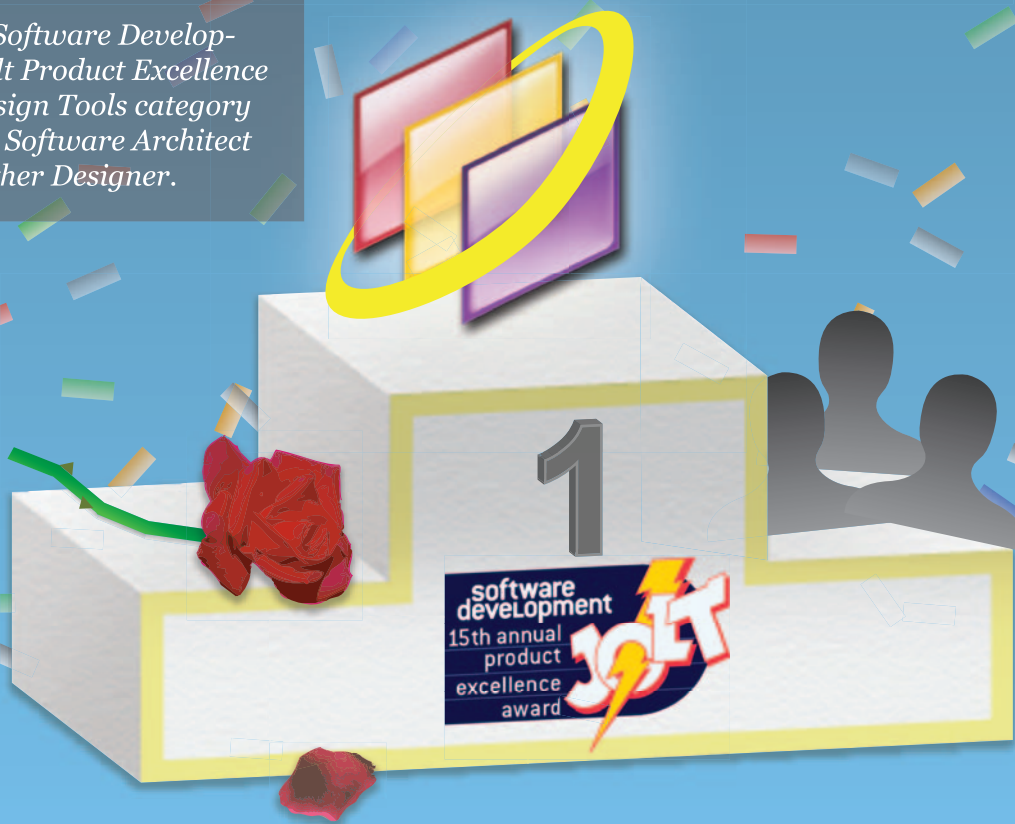 Software Develop-
lt Product Excellence
sign Tools category
Software Architect
her Designer.
1
software
development
15th annual
product
excellence
award
JOLT